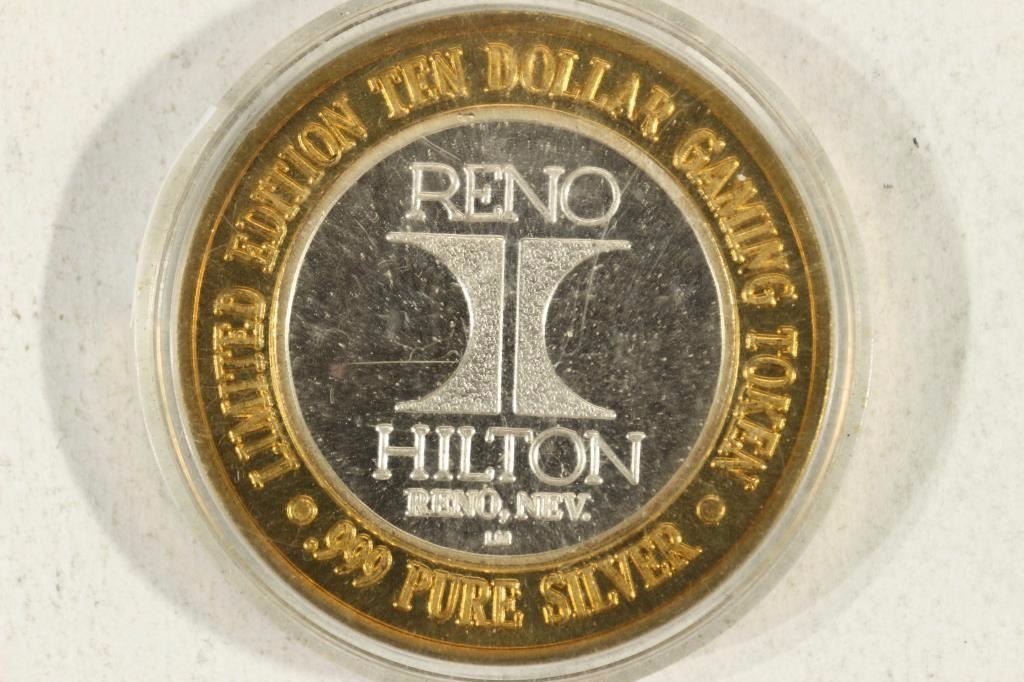 LIMITED EDITION TEN DOLLAR GAMING TOKEN
RENO
HILTON
RENO, NEV.
.999 PURE SILVER